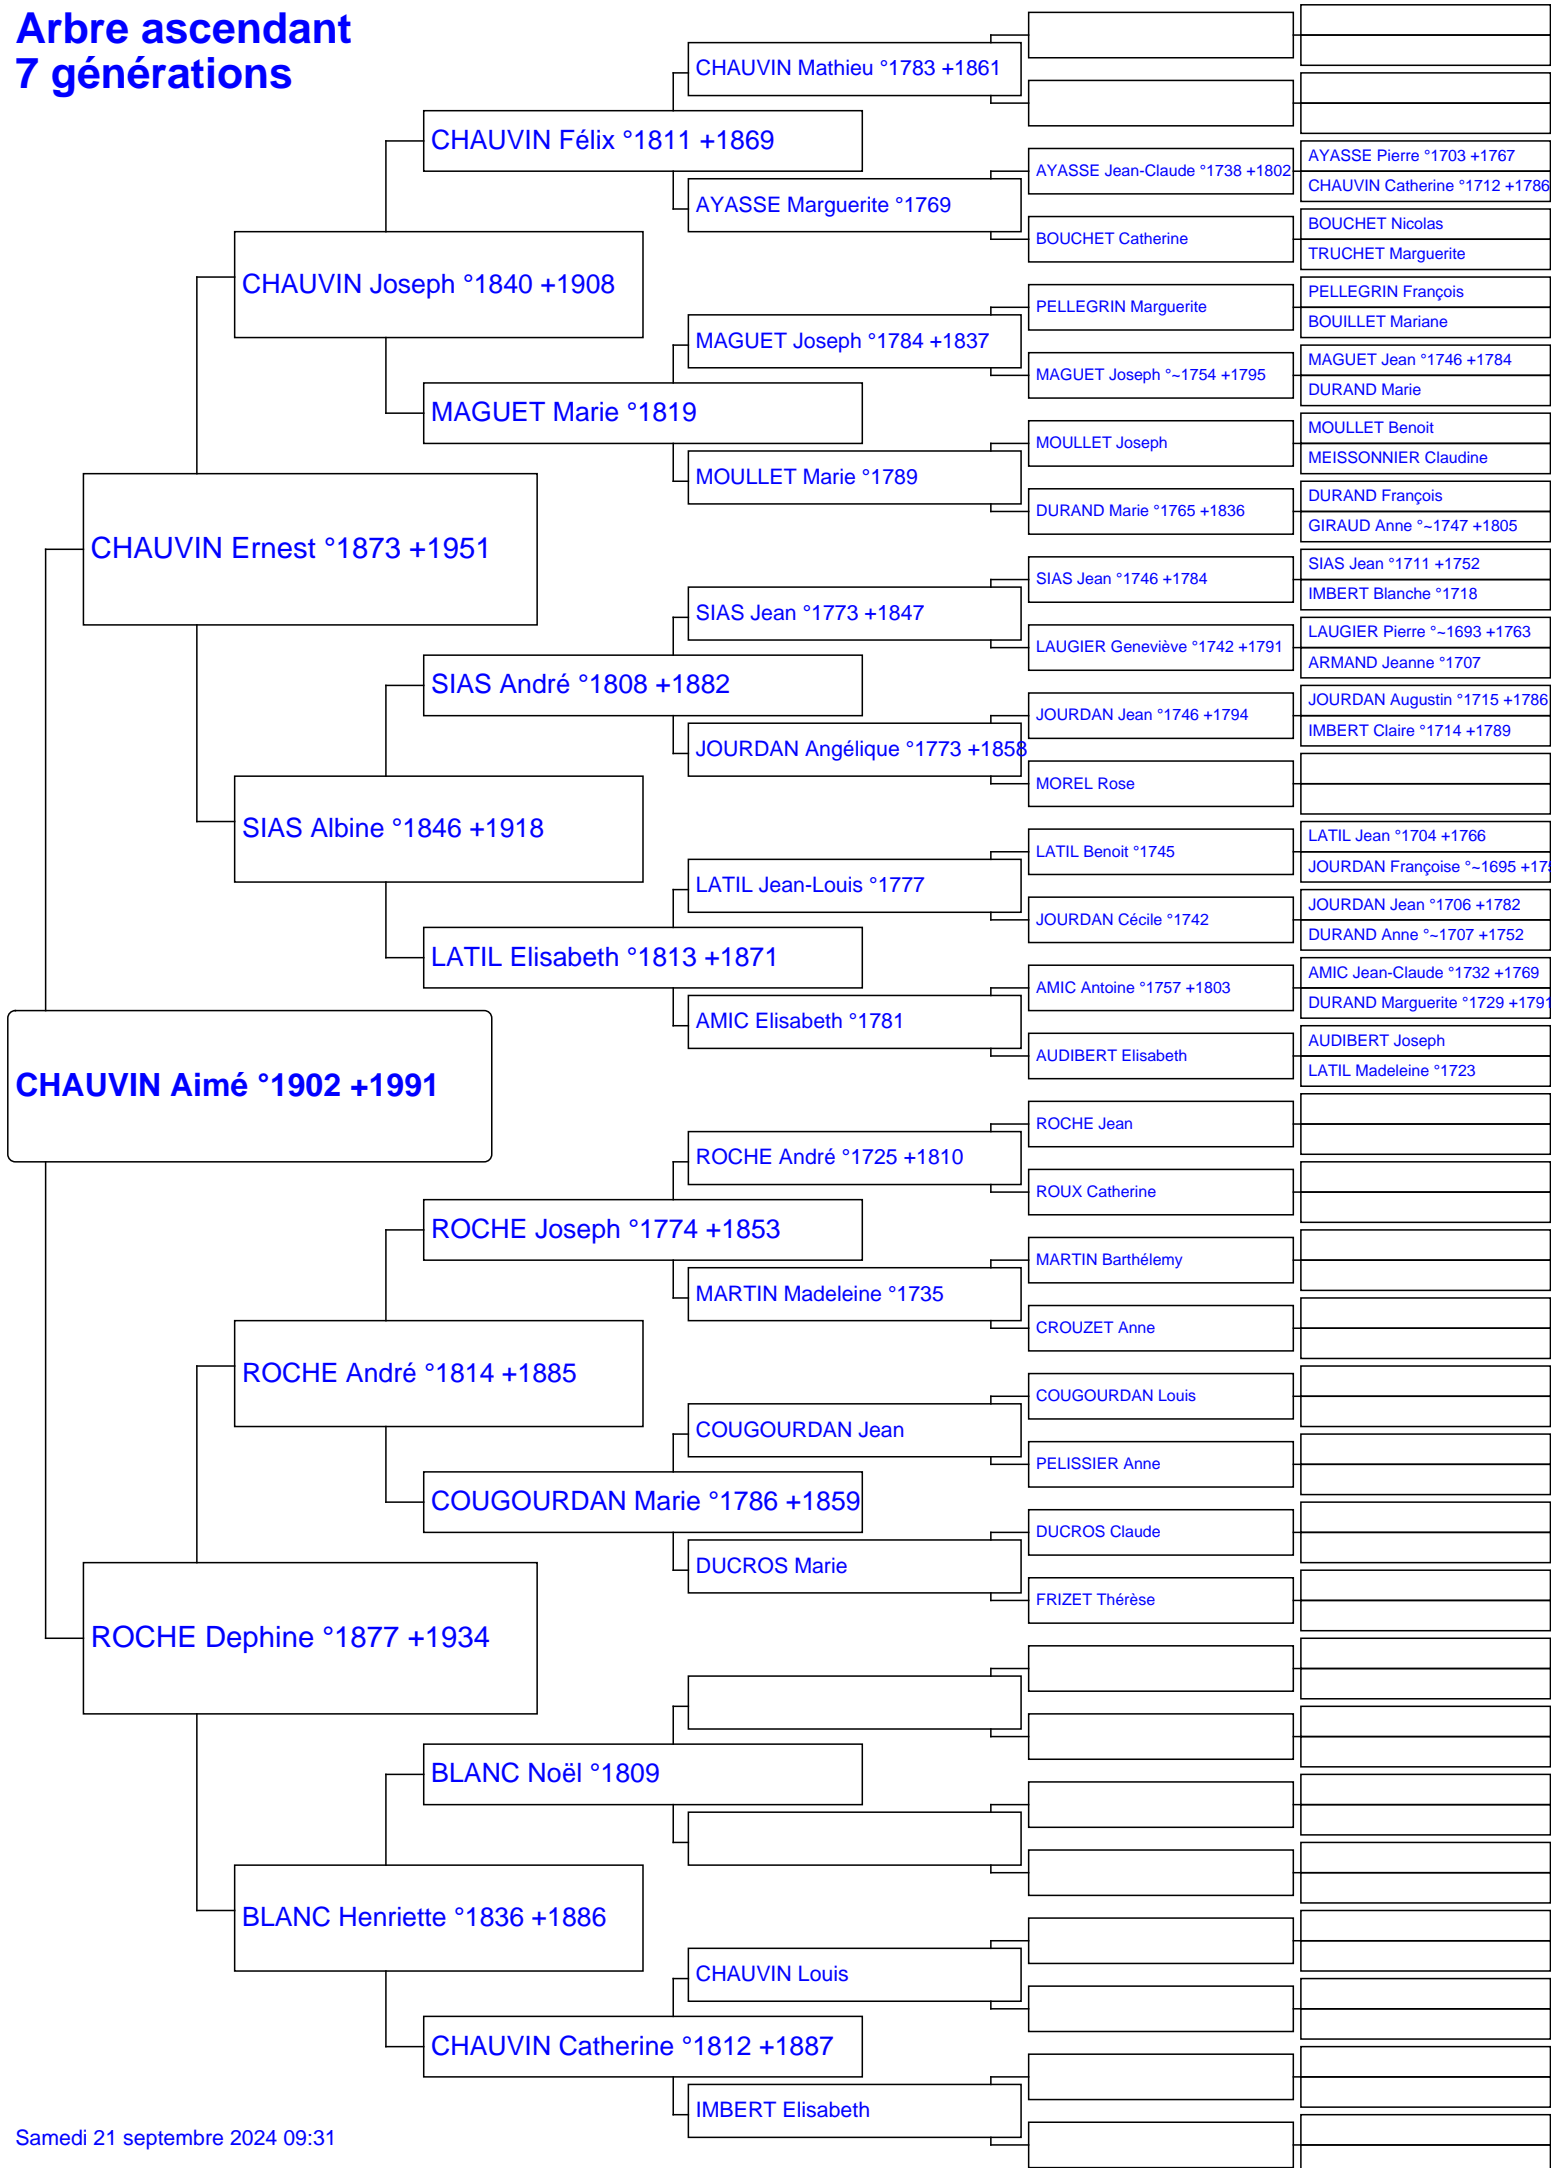 Arbre ascendant
7 générations
CHAUVIN Aimé °1902 +1991
CHAUVIN Ernest °1873 +1951
ROCHE Dephine °1877 +1934
CHAUVIN Joseph °1840 +1908
SIAS Albine °1846 +1918
ROCHE André °1814 +1885
BLANC Henriette °1836 +1886
CHAUVIN Félix °1811 +1869
MAGUET Marie °1819
SIAS André °1808 +1882
LATIL Elisabeth °1813 +1871
ROCHE Joseph °1774 +1853
COUGOURDAN Marie °1786 +1859
BLANC Noël °1809
CHAUVIN Catherine °1812 +1887
CHAUVIN Mathieu °1783 +1861
AYASSE Marguerite °1769
MAGUET Joseph °1784 +1837
MOULLET Marie °1789
SIAS Jean °1773 +1847
JOURDAN Angélique °1773 +1858
LATIL Jean-Louis °1777
AMIC Elisabeth °1781
ROCHE André °1725 +1810
MARTIN Madeleine °1735
COUGOURDAN Jean
DUCROS Marie
CHAUVIN Louis
IMBERT Elisabeth
AYASSE Jean-Claude °1738 +1802
BOUCHET Catherine
PELLEGRIN Marguerite
MAGUET Joseph °~1754 +1795
MOULLET Joseph
DURAND Marie °1765 +1836
SIAS Jean °1746 +1784
LAUGIER Geneviève °1742 +1791
JOURDAN Jean °1746 +1794
MOREL Rose
LATIL Benoit °1745
JOURDAN Cécile °1742
AMIC Antoine °1757 +1803
AUDIBERT Elisabeth
ROCHE Jean
ROUX Catherine
MARTIN Barthélemy
CROUZET Anne
COUGOURDAN Louis
PELISSIER Anne
DUCROS Claude
FRIZET Thérèse
AYASSE Pierre °1703 +1767
CHAUVIN Catherine °1712 +1786
BOUCHET Nicolas
TRUCHET Marguerite
PELLEGRIN François
BOUILLET Mariane
MAGUET Jean °1746 +1784
DURAND Marie
MOULLET Benoit
MEISSONNIER Claudine
DURAND François
GIRAUD Anne °~1747 +1805
SIAS Jean °1711 +1752
IMBERT Blanche °1718
LAUGIER Pierre °~1693 +1763
ARMAND Jeanne °1707
JOURDAN Augustin °1715 +1786
IMBERT Claire °1714 +1789
LATIL Jean °1704 +1766
JOURDAN Françoise °~1695
JOURDAN Jean °1706 +1782
DURAND Anne °~1707 +1752
AMIC Jean-Claude °1732 +1769
DURAND Marguerite °1729 +1791
AUDIBERT Joseph
LATIL Madeleine °1723
Samedi 21 septembre 2024 09:31